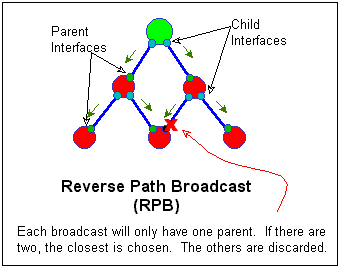 Parent
Interfaces
Child
Interfaces
Reverse Path Broadcast
(RPB)
Each broadcast will only have one parent. If there are
two, the closest is chosen. The others are discarded.